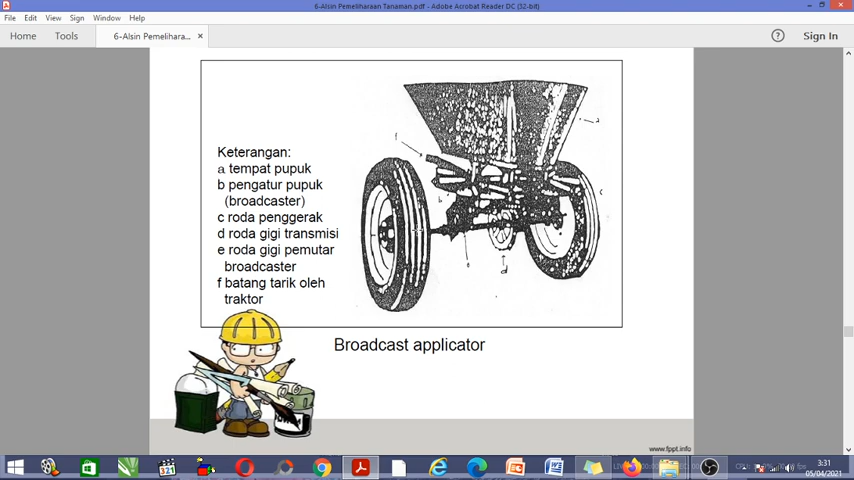 6-Alsin Pemeliharaan Tanaman.pdf - Adobe Acrobat Reader DC (32-bit)
File Edit View Sign Window Help
Home Tools 6-Alsin Pemelihara... × ? Sign In
Keterangan:
a tempat pupuk
b pengatur pupuk
(broadcaster)
c roda penggerak
d roda gigi transmisi
e roda gigi pemutar
broadcaster
f batang tarik oleh
traktor
f
a
c
b
d
Broadcast applicator
www.fppt.info
321
3:31
05/04/2021